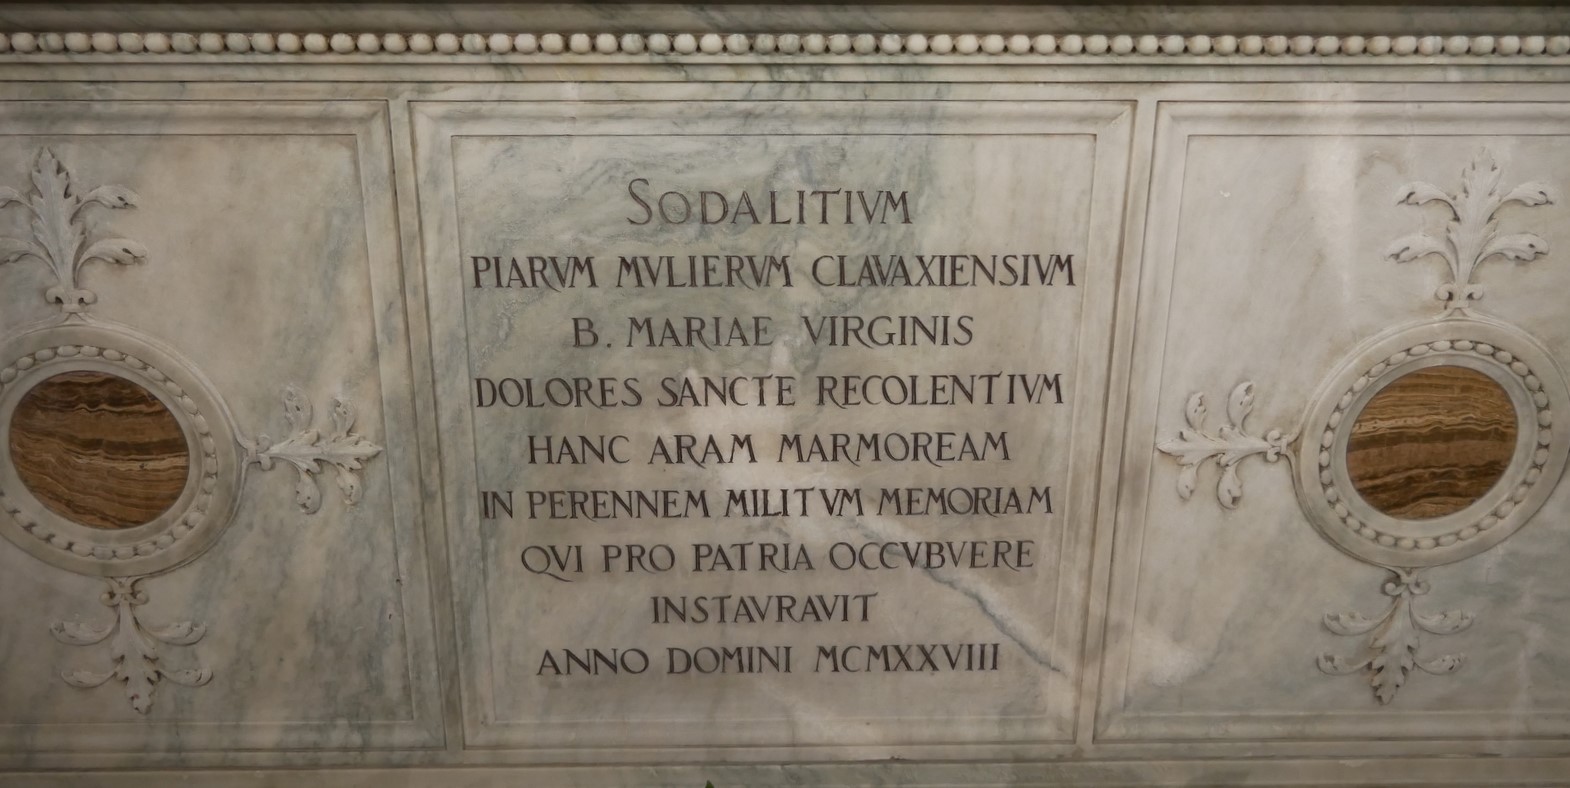 SODALITIVM
PIARVM MVLIERVM CLAVAXIENSIVM
B. MARIAE VIRGINIS
DOLORES SANCTE RECOLENTIVM
HANC ARAM MARMOREAM
IN PERENNEM MILITVM MEMORIAM
QVI PRO PATRIA OCCVBVERE
INSTAVRAVIT
ANNO DOMINI MCMXXVIII